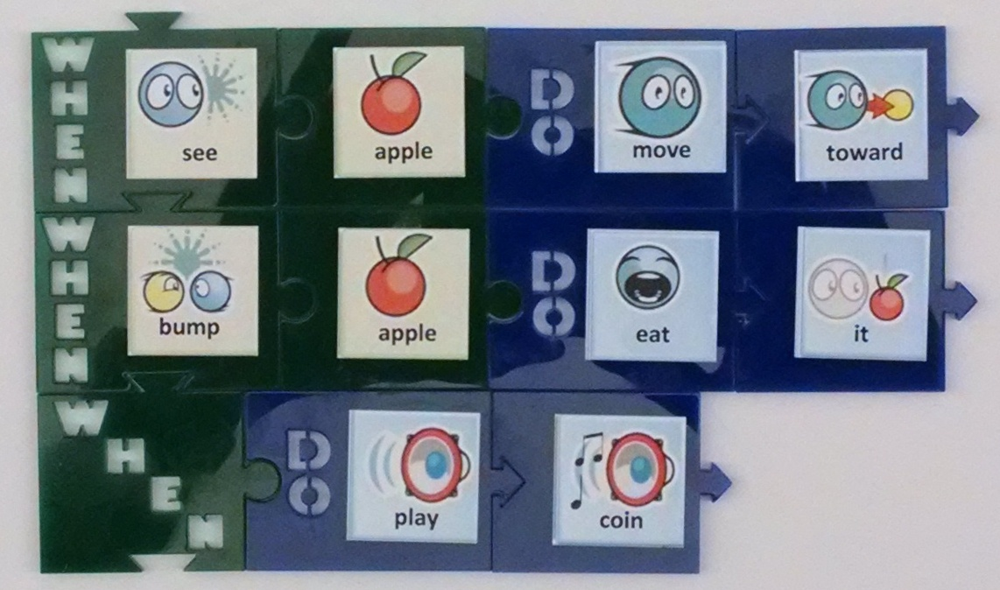 WHEN see apple DO move toward
WHEN bump apple DO eat it
WHEN DO play coin